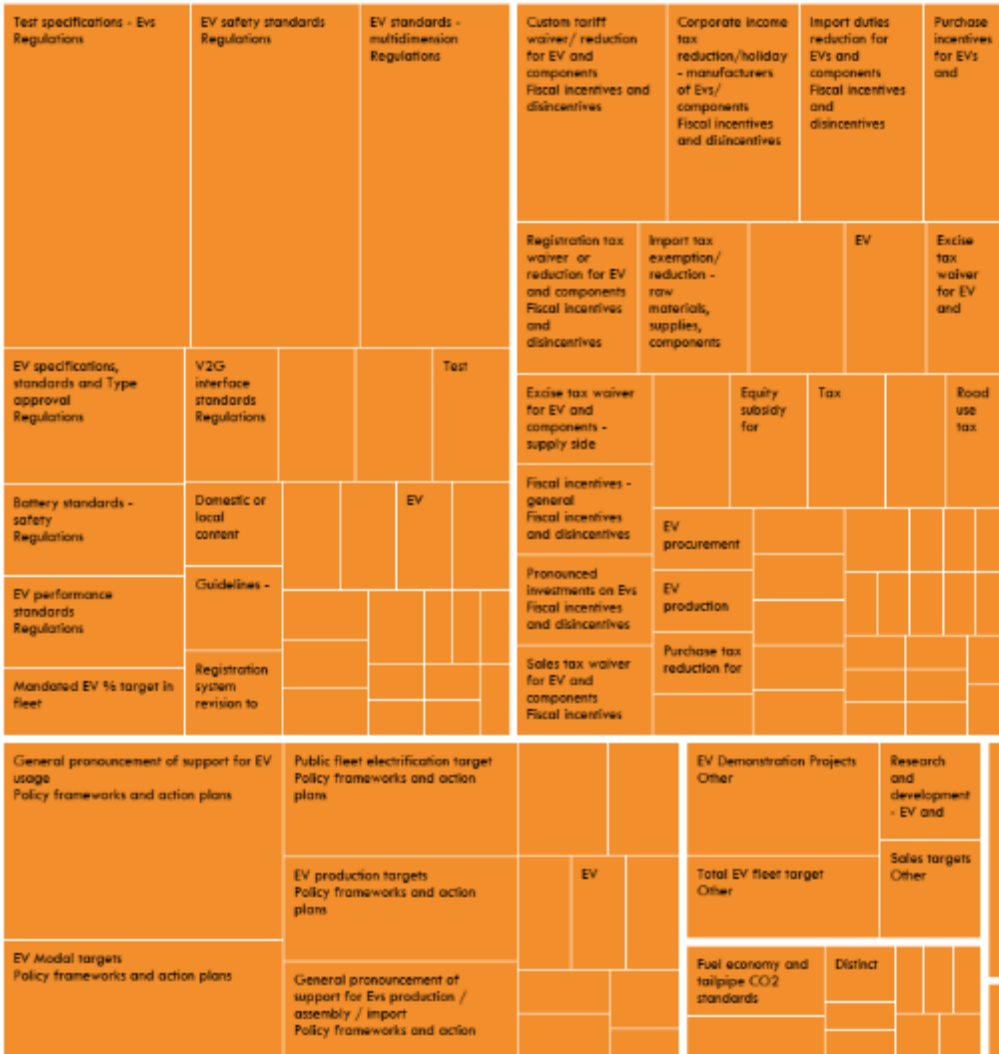 Test specifications - Evs
Regulations
EV safety standards
Regulations
EV standards -
multidimension
Regulations
EV specifications,
standards and Type
approval
Regulations
V2G
interface
standards
Regulations
Test
Battery standards -
safety
Regulations
Domestic or
local
content
EV
EV performance
standards
Regulations
Guidelines -
Mandated EV % target in
fleet
Registration
system
revision to
Custom tariff
waiver/ reduction
for EV and
components
Fiscal incentives and
disincentives
Corporate income
tax
reduction/holiday
- manufacturers
of Evs/
components
Fiscal incentives
and disincentives
Import duties
reduction for
EVs and
components
Fiscal incentives
and
disincentives
Purchase
incentives
for EVs
and
Registration tax
waiver or
reduction for EV
and components
Fiscal incentives
and
disincentives
Import tax
exemption/
reduction -
raw
materials,
supplies,
components
EV
Excise
tax
waiver
for EV
and
Excise tax waiver
for EV and
components -
supply side
Equity
subsidy
for
Tax
Road
use
tax
Fiscal incentives -
general
Fiscal incentives
and disincentives
EV
procurement
Pronounced
investments on Evs
Fiscal incentives
and disincentives
EV
production
Sales tax waiver
for EV and
components
Fiscal incentives
Purchase tax
reduction for
General pronouncement of support for EV
usage
Policy frameworks and action plans
EV Modal targets
Policy frameworks and action plans
Public fleet electrification target
Policy frameworks and action
plans
EV production targets
Policy frameworks and action
plans
EV
General pronouncement of
support for Evs production /
assembly / import
Policy frameworks and action
EV Demonstration Projects
Other
Research
and
development
- EV and
Total EV fleet target
Other
Sales targets
Other
Fuel economy and
tailpipe CO2
standards
Distinct